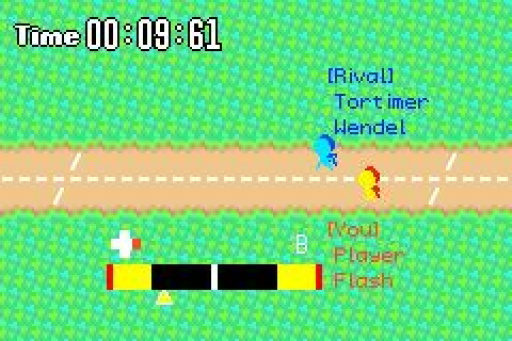 Time 00:09:61
[Rival]
Tortimer
Wendel
[You]
B
Player
Flash